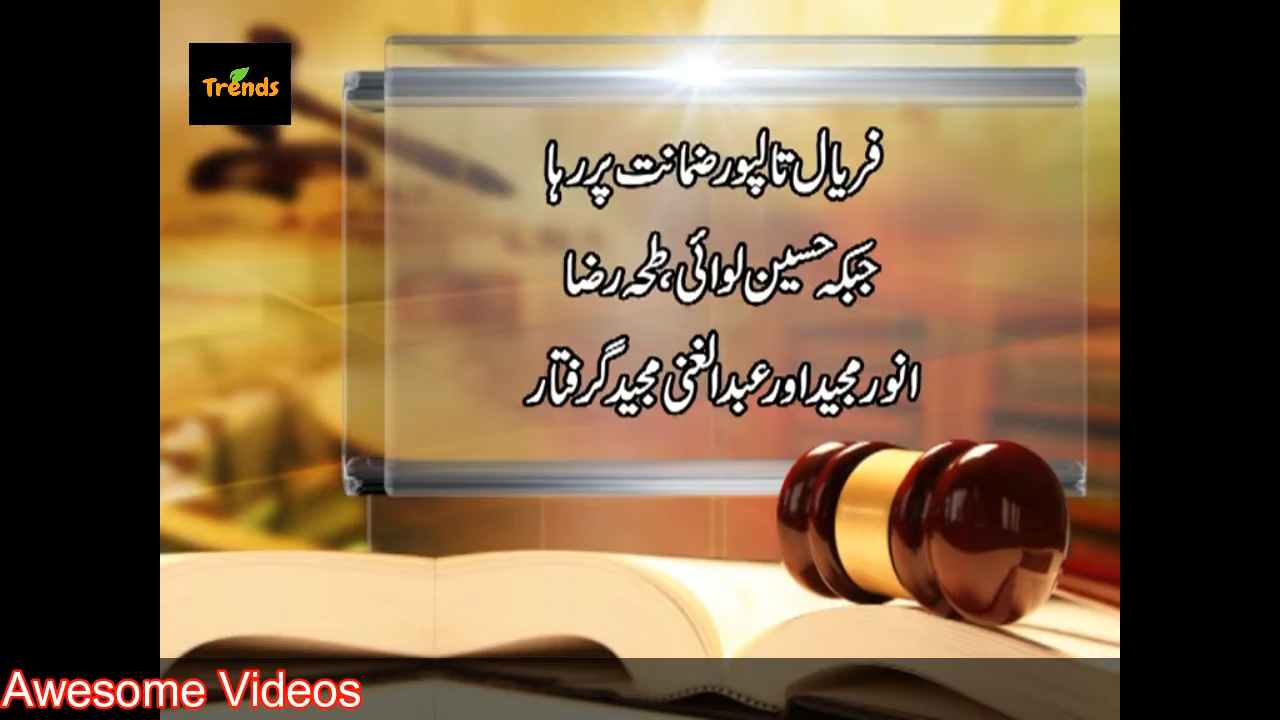 Trends
فریال تالپور ضمانت پر رہا
جبکہ حسین لوائی، طحہ رضا
انور مجید اور عبدالغنی مجید گرفتار
Awesome Videos